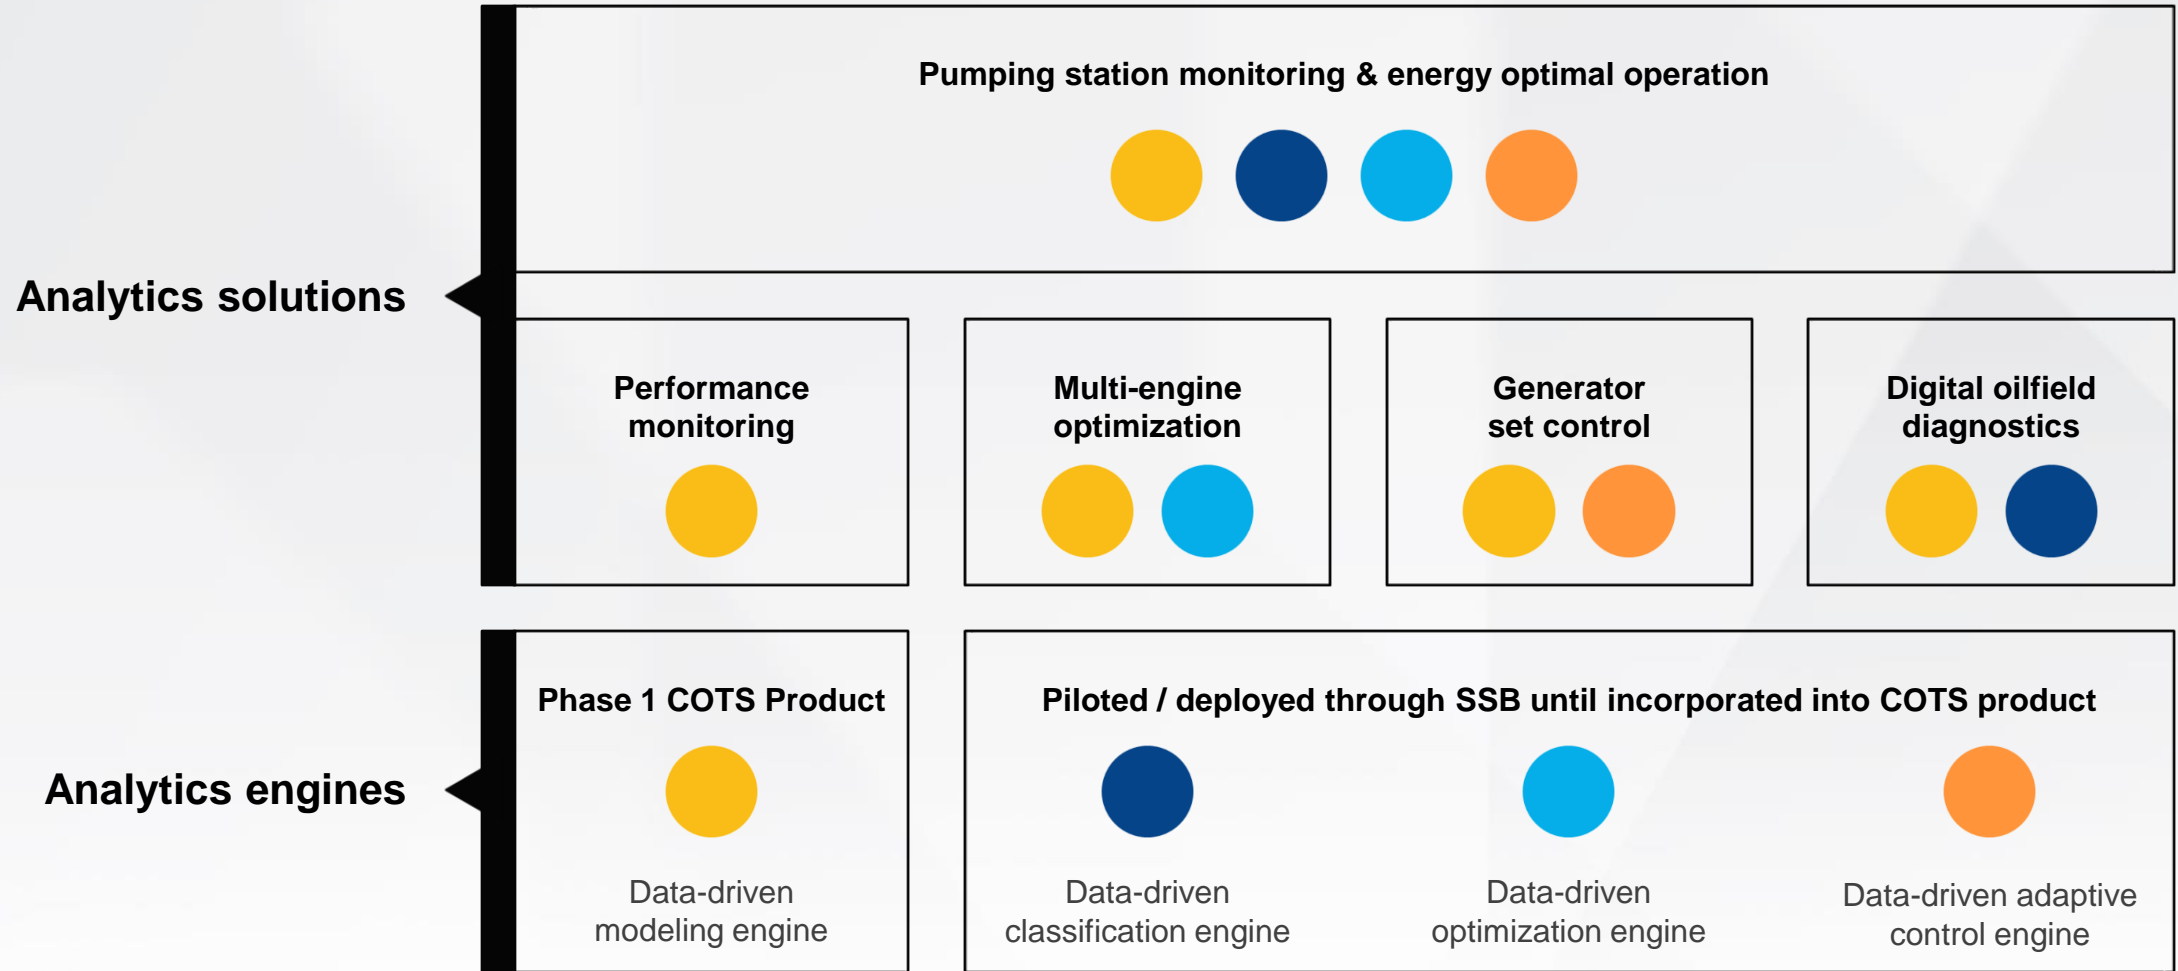 Pumping station monitoring & energy optimal operation
Analytics solutions
Performance
monitoring
Multi-engine
optimization
Generator
set control
Digital oilfield
diagnostics
Analytics engines
Phase 1 COTS Product
Data-driven
modeling engine
Piloted / deployed through SSB until incorporated into COTS product
Data-driven
classification engine
Data-driven
optimization engine
Data-driven adaptive
control engine